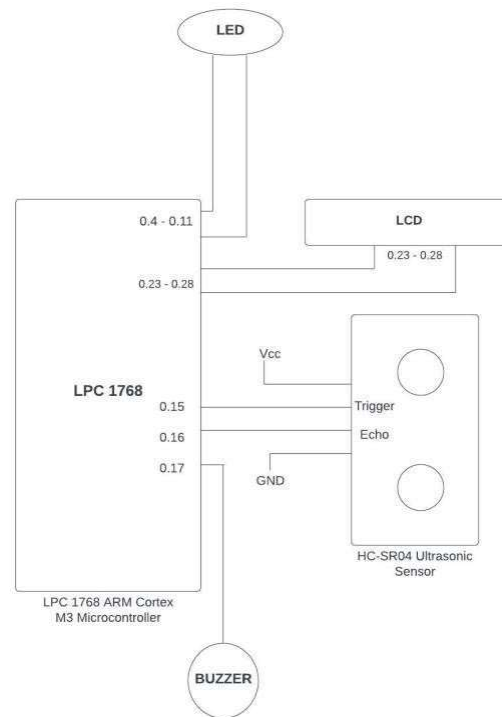 LED
0.4 - 0.11
LCD
0.23 - 0.28
0.23 - 0.28
Vcc
LPC 1768
0.15
Trigger
0.16
Echo
0.17
GND
HC-SR04 Ultrasonic
Sensor
LPC 1768 ARM Cortex
M3 Microcontroller
BUZZER